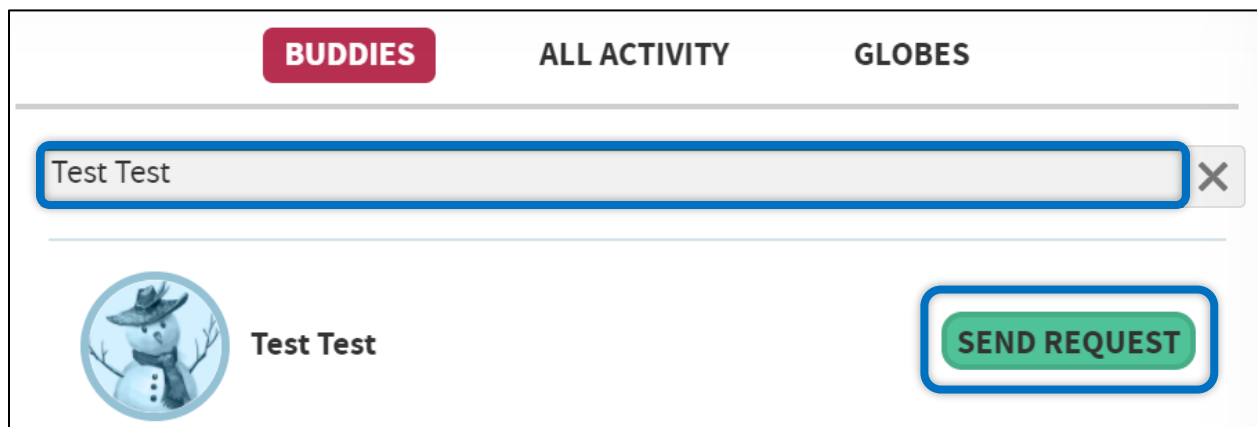 BUDDIES ALL ACTIVITY GLOBES
Test Test
Test Test SEND REQUEST